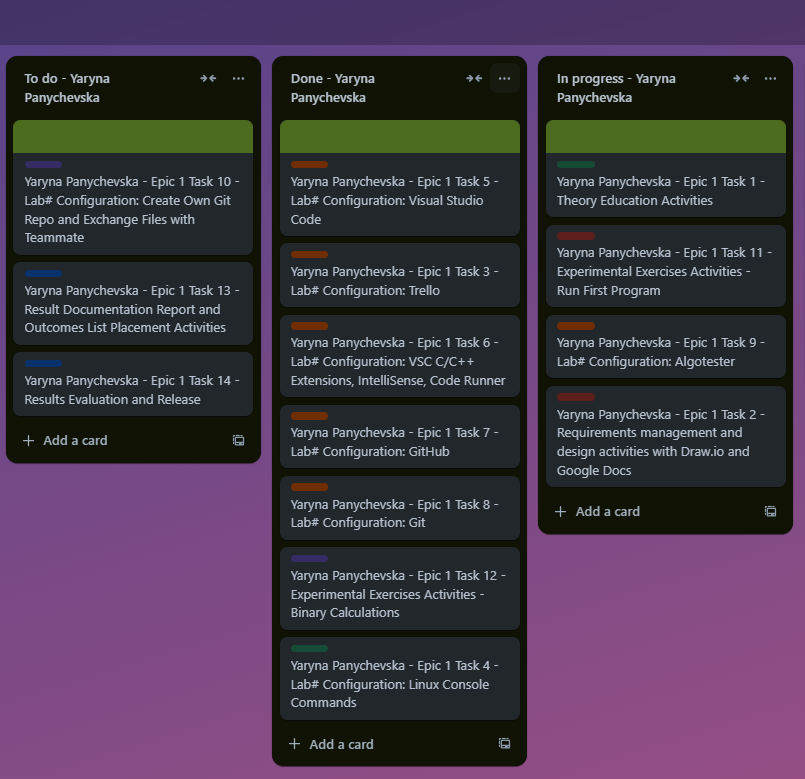 To do - Yaryna
Panychevska
Yaryna Panychevska - Epic 1 Task 10 -
Lab# Configuration: Create Own Git
Repo and Exchange Files with
Teammate
Yaryna Panychevska - Epic 1 Task 13 -
Result Documentation Report and
Outcomes List Placement Activities
Yaryna Panychevska - Epic 1 Task 14 -
Results Evaluation and Release
Add a card
Done - Yaryna
Panychevska
Yaryna Panychevska - Epic 1 Task 5 -
Lab# Configuration: Visual Studio
Code
Yaryna Panychevska - Epic 1 Task 3 -
Lab# Configuration: Trello
Yaryna Panychevska - Epic 1 Task 6 -
Lab# Configuration: VSC C/C++
Extensions, IntelliSense, Code Runner
Yaryna Panychevska - Epic 1 Task 7 -
Lab# Configuration: GitHub
Yaryna Panychevska - Epic 1 Task 8 -
Lab# Configuration: Git
Yaryna Panychevska - Epic 1 Task 12 -
Experimental Exercises Activities -
Binary Calculations
Yaryna Panychevska - Epic 1 Task 4 -
Lab# Configuration: Linux Console
Commands
Add a card
In progress - Yaryna
Panychevska
Yaryna Panychevska - Epic 1 Task 1 -
Theory Education Activities
Yaryna Panychevska - Epic 1 Task 11 -
Experimental Exercises Activities -
Run First Program
Yaryna Panychevska - Epic 1 Task 9 -
Lab# Configuration: Algotester
Yaryna Panychevska - Epic 1 Task 2 -
Requirements management and
design activities with Draw.io and
Google Docs
Add a card